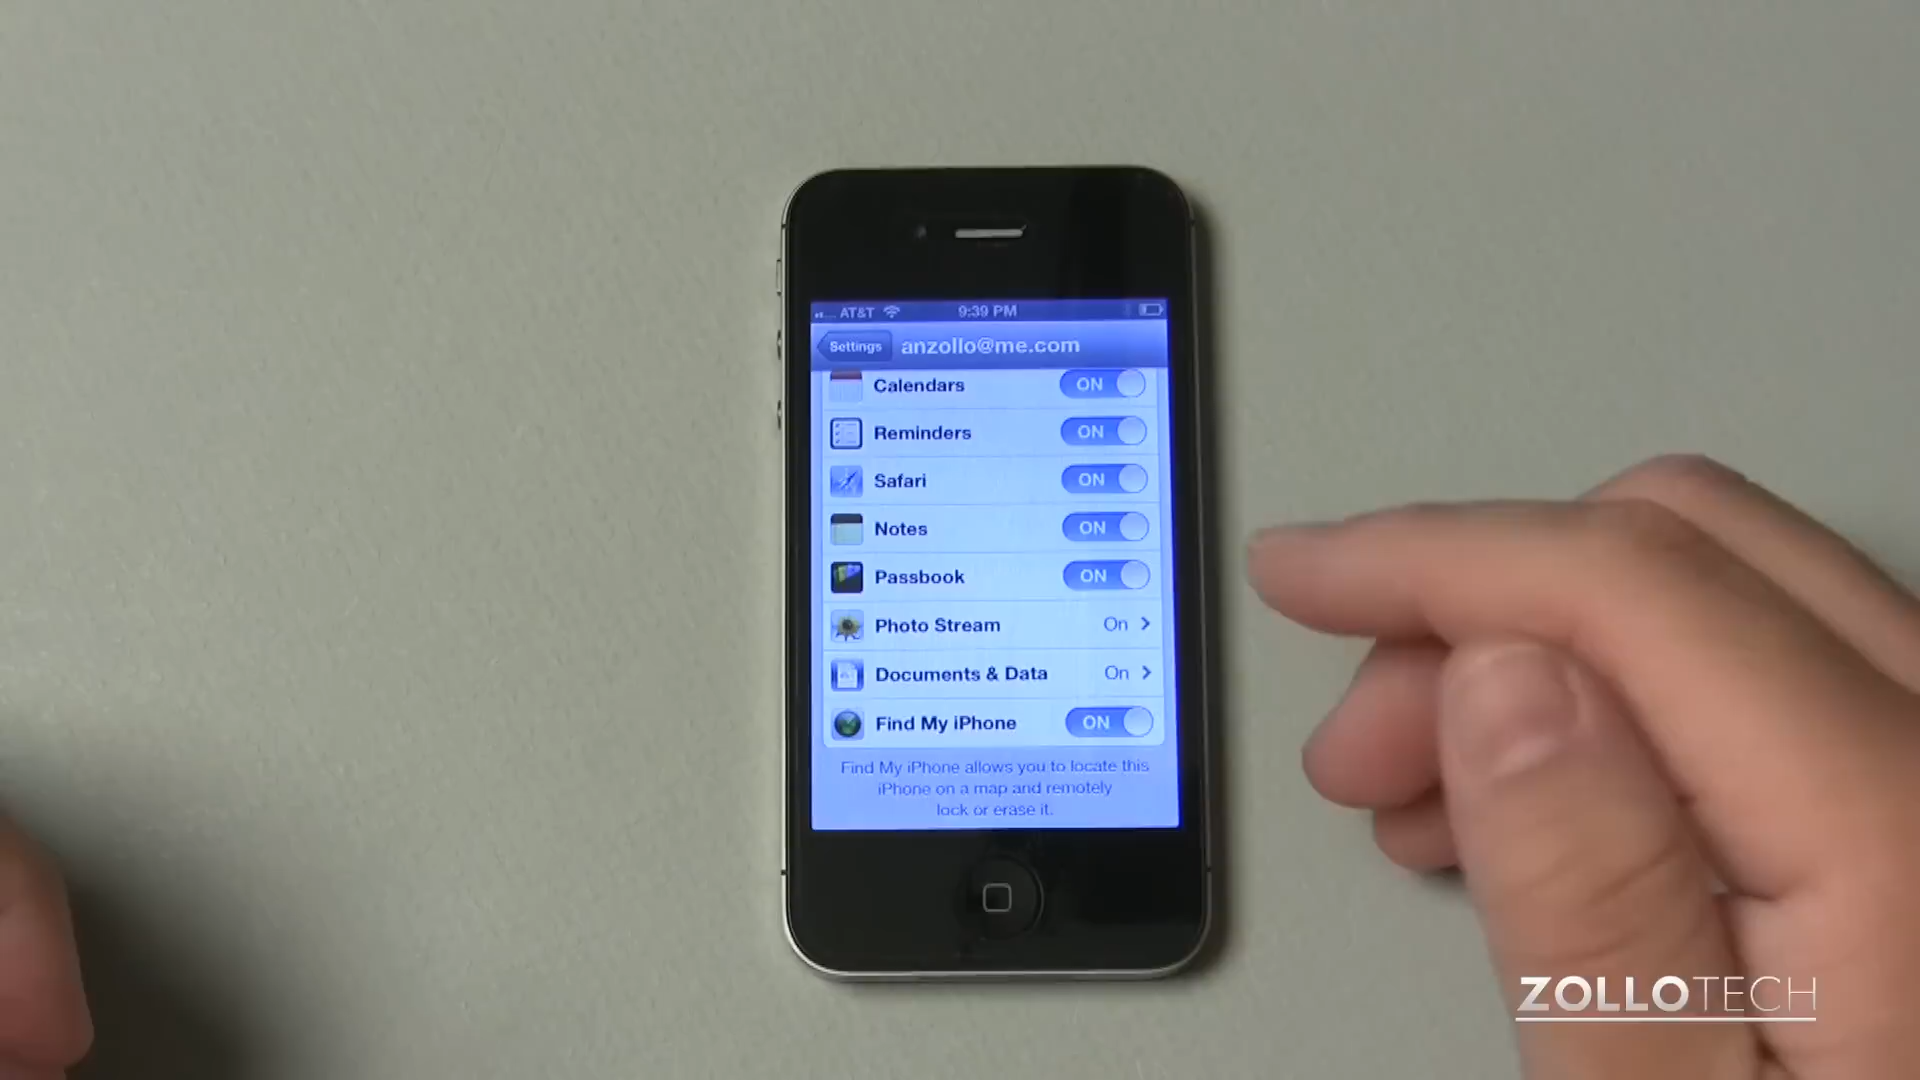 AT&T 9:39 PM
Settings anzollo@me.com
Calendars ON
Reminders ON
Safari ON
Notes ON
Passbook ON
Photo Stream On
Documents & Data On
Find My iPhone ON
Find My iPhone allows you to locate this
iPhone on a map and remotely
lock or erase it.
ZOLLOTECH